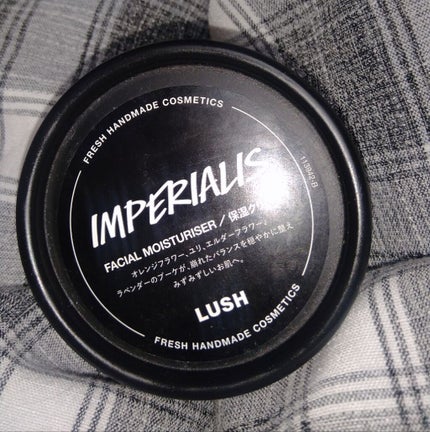 FRESH HANDMADE COSMETICS
IMPERIALIS
FACIAL MOISTURISER / 保湿ク
オレンジフラワー、ユリ、エルダーフラワー、
ラベンダーのブーケが、崩れたバランスを穏やかに整え
みずみずしいお肌へ。
LUSH
FRESH HANDMADE COSMETICS